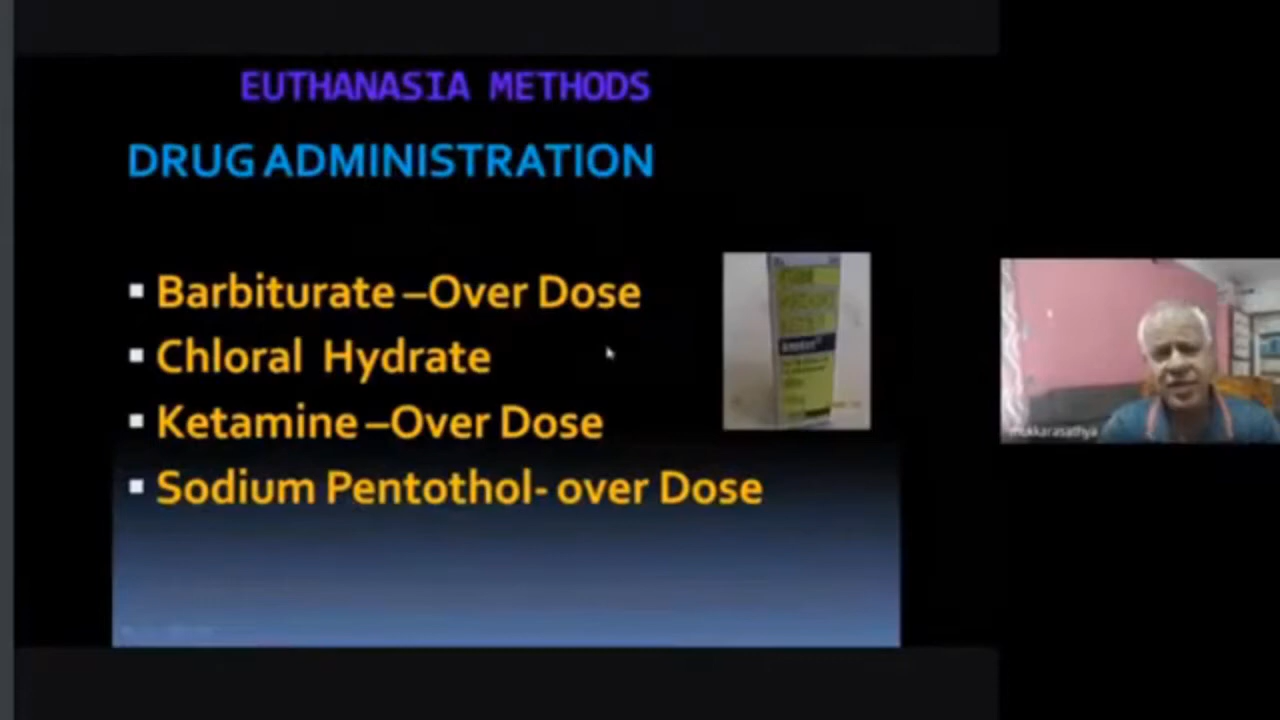 EUTHANASIA METHODS
DRUG ADMINISTRATION
▪ Barbiturate –Over Dose
▪ Chloral Hydrate
▪ Ketamine –Over Dose
▪ Sodium Pentothol- over Dose